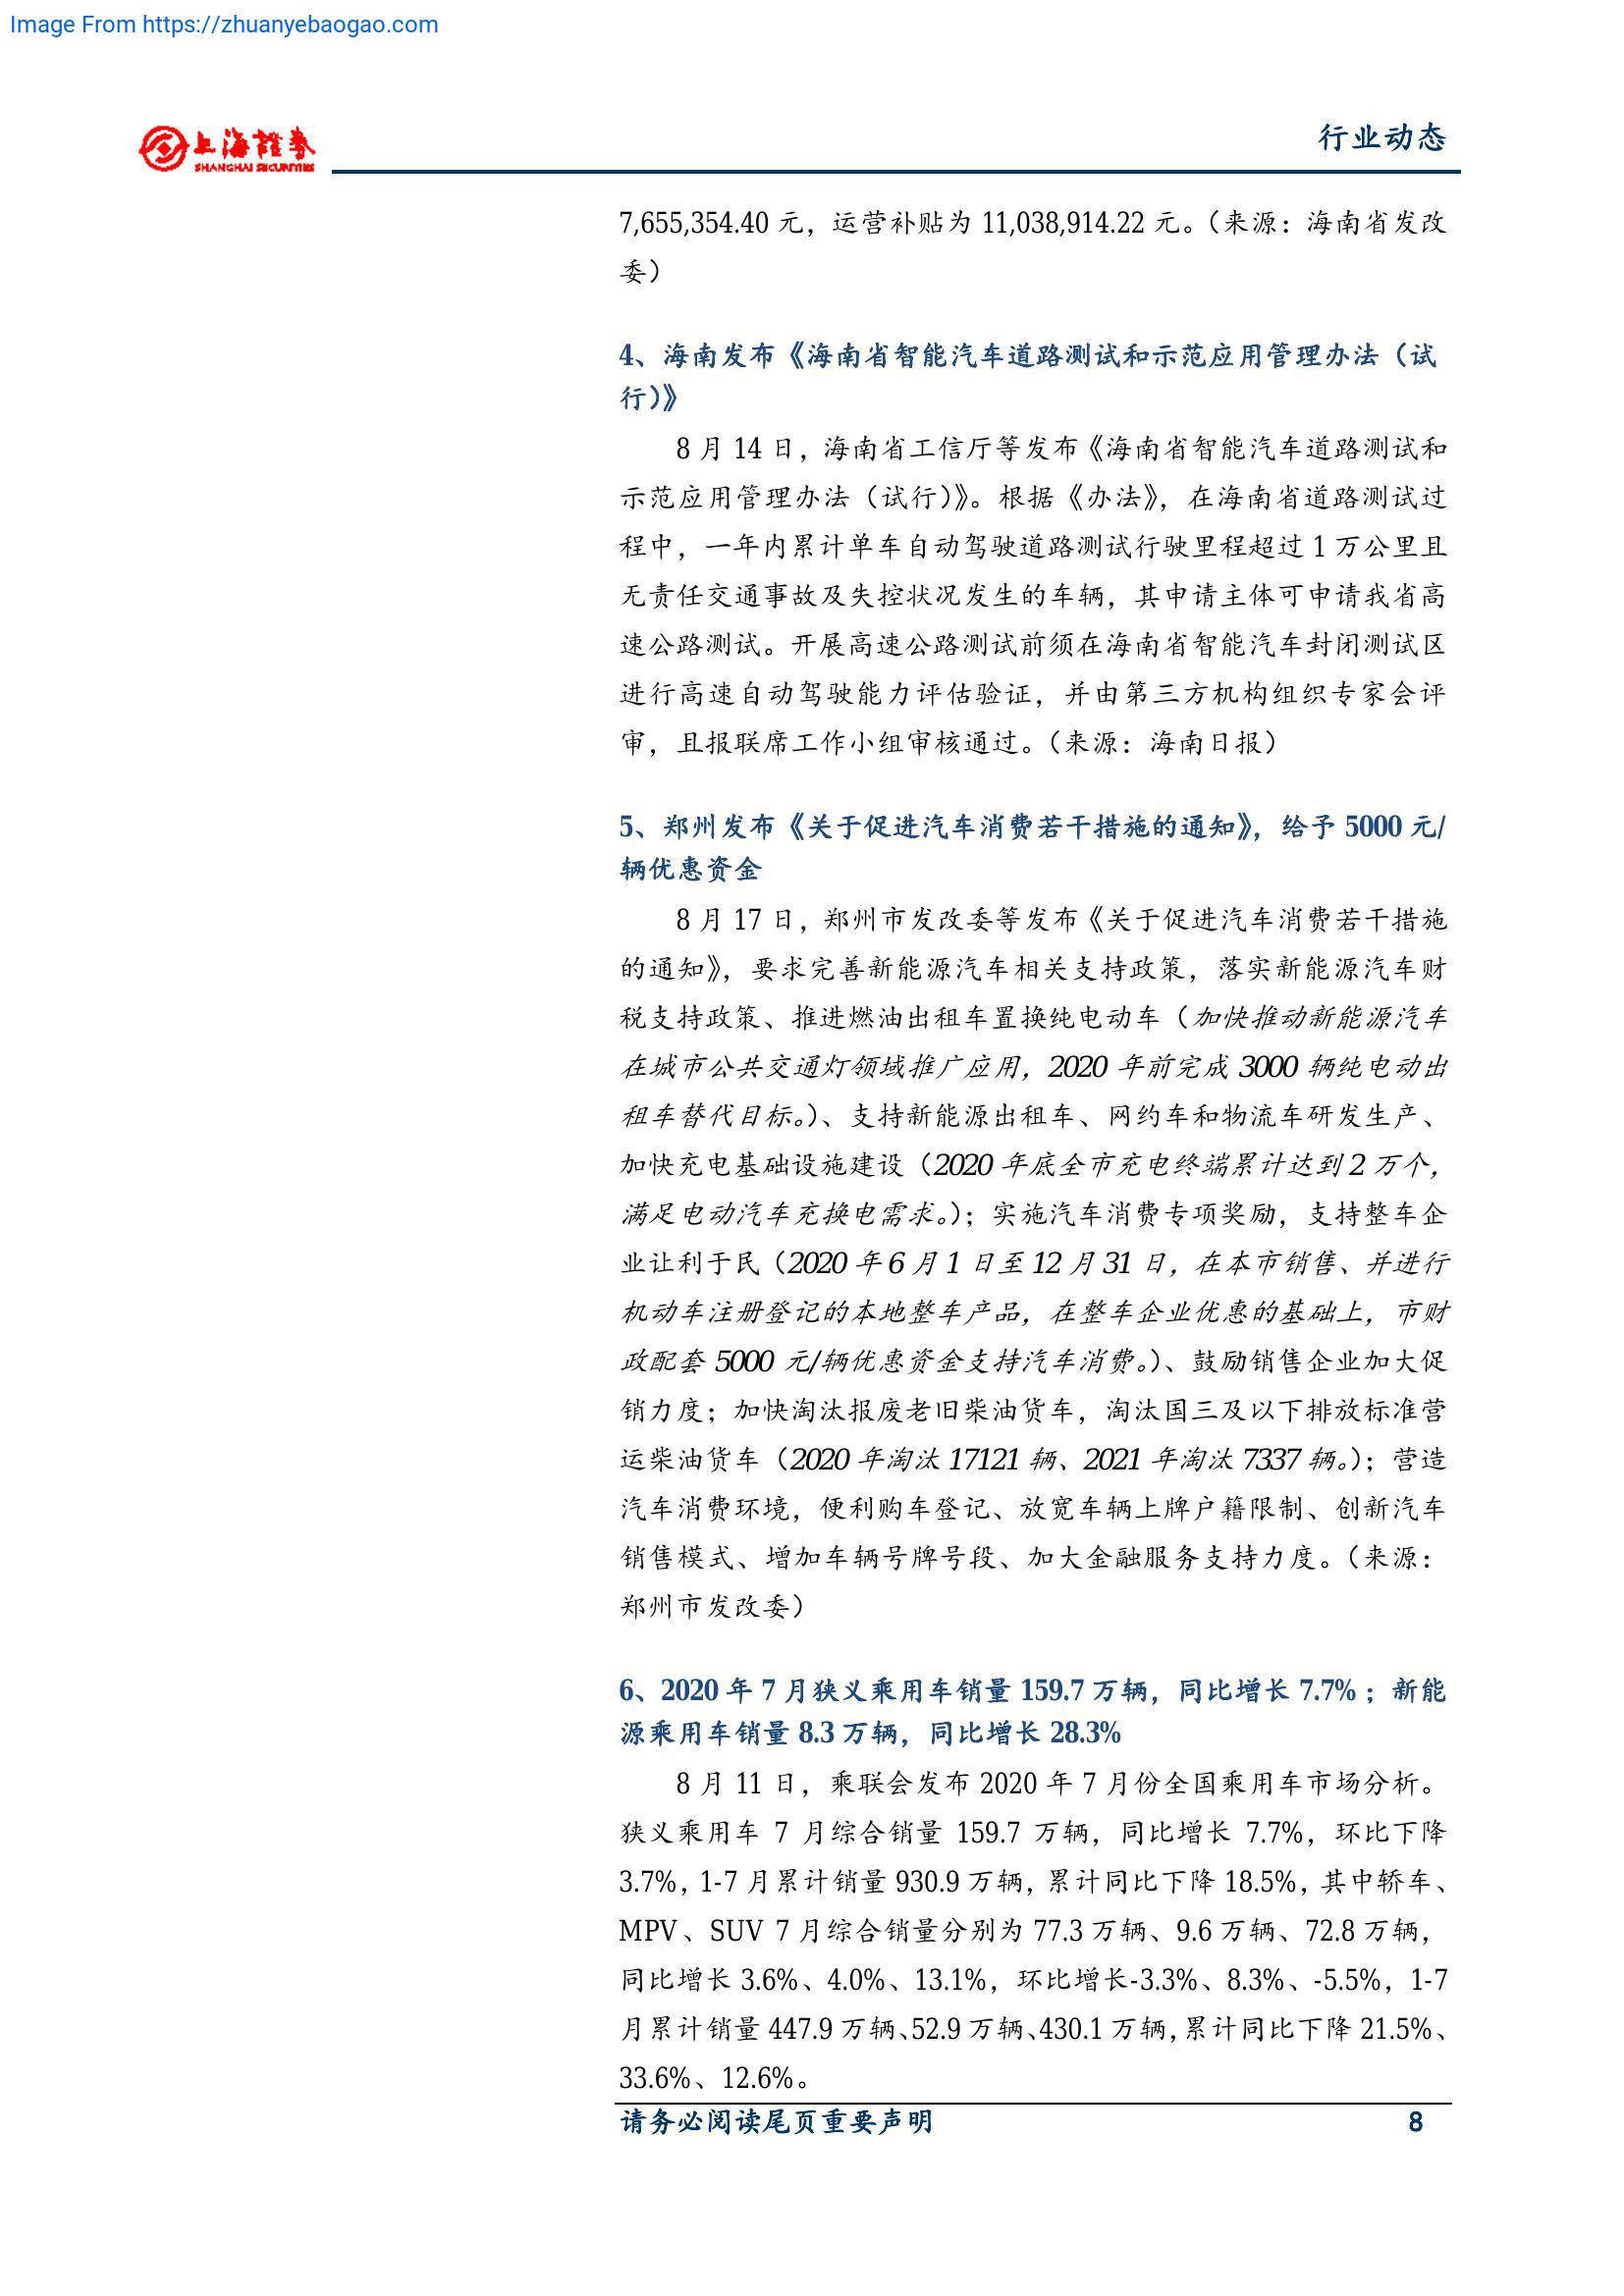 Image From https://zhuanyebaogao.com
上海證券
SHANGHAI SECURITIES
行业动态
7,655,354.40 元，运营补贴为 11,038,914.22 元。（来源：海南省发改
委）
4、海南发布《海南省智能汽车道路测试和示范应用管理办法（试
行）》
8 月 14 日，海南省工信厅等发布《海南省智能汽车道路测试和
示范应用管理办法（试行）》。根据《办法》，在海南省道路测试过
程中，一年内累计单车自动驾驶道路测试行驶里程超过 1 万公里且
无责任交通事故及失控状况发生的车辆，其申请主体可申请我省高
速公路测试。开展高速公路测试前须在海南省智能汽车封闭测试区
进行高速自动驾驶能力评估验证，并由第三方机构组织专家会评
审，且报联席工作小组审核通过。（来源：海南日报）
5、郑州发布《关于促进汽车消费若干措施的通知》，给予 5000 元/
辆优惠资金
8 月 17 日，郑州市发改委等发布《关于促进汽车消费若干措施
的通知》，要求完善新能源汽车相关支持政策，落实新能源汽车财
税支持政策、推进燃油出租车置换纯电动车（加快推动新能源汽车
在城市公共交通灯领域推广应用，2020 年前完成 3000 辆纯电动出
租车替代目标。）、支持新能源出租车、网约车和物流车研发生产、
加快充电基础设施建设（2020 年底全市充电终端累计达到 2 万个，
满足电动汽车充换电需求。）；实施汽车消费专项奖励，支持整车企
业让利于民（2020 年 6 月 1 日至 12 月 31 日，在本市销售、并进行
机动车注册登记的本地整车产品，在整车企业优惠的基础上，市财
政配套 5000 元/辆优惠资金支持汽车消费。）、鼓励销售企业加大促
销力度；加快淘汰报废老旧柴油货车，淘汰国三及以下排放标准营
运柴油货车（2020 年淘汰 17121 辆、2021 年淘汰 7337 辆。）；营造
汽车消费环境，便利购车登记、放宽车辆上牌户籍限制、创新汽车
销售模式、增加车辆号牌号段、加大金融服务支持力度。（来源：
郑州市发改委）
6、2020 年 7 月狭义乘用车销量 159.7 万辆，同比增长 7.7%；新能
源乘用车销量 8.3 万辆，同比增长 28.3%
8 月 11 日，乘联会发布 2020 年 7 月份全国乘用车市场分析。
狭义乘用车 7 月综合销量 159.7 万辆，同比增长 7.7%，环比下降
3.7%，1-7 月累计销量 930.9 万辆，累计同比下降 18.5%，其中轿车、
MPV、SUV 7 月综合销量分别为 77.3 万辆、9.6 万辆、72.8 万辆，
同比增长 3.6%、4.0%、13.1%，环比增长-3.3%、8.3%、-5.5%，1-7
月累计销量 447.9 万辆、52.9 万辆、430.1 万辆，累计同比下降 21.5%、
33.6%、12.6%。
请务必阅读尾页重要声明
8